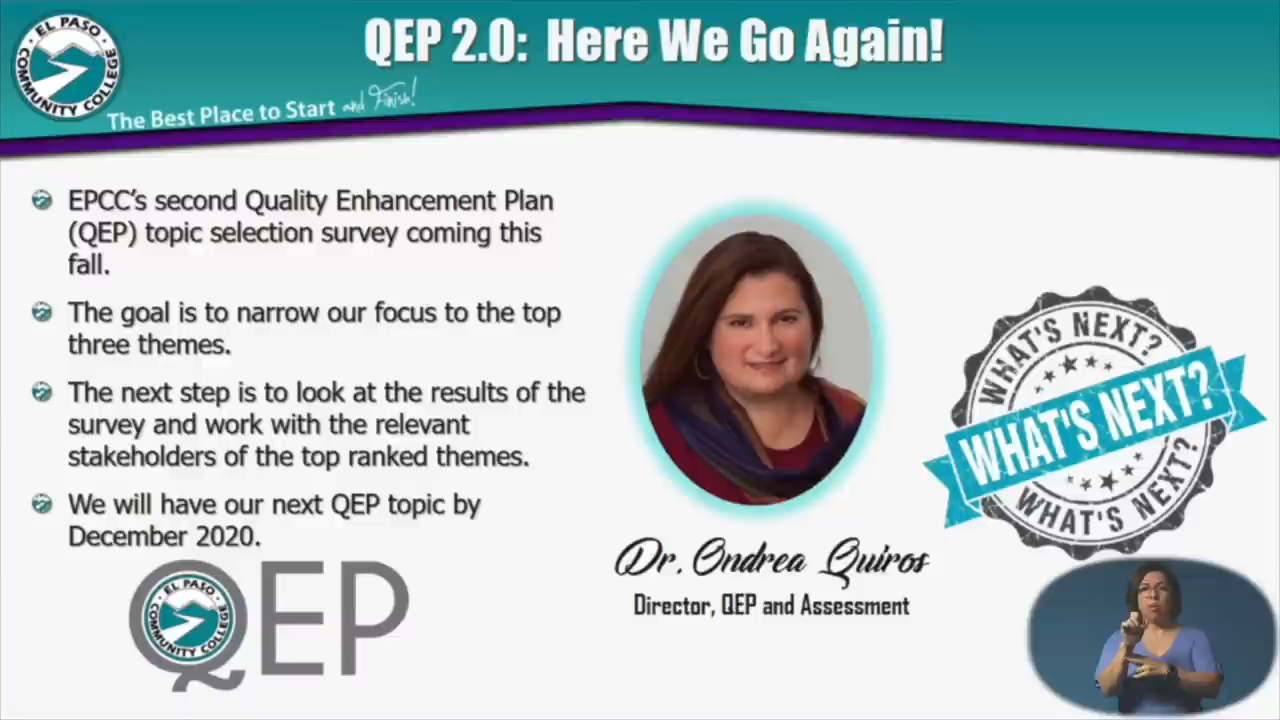 QEP 2.0: Here We Go Again!
EL PASO
COMMUNITY COLLEGE
The Best Place to Start and Finish!
EPCC's second Quality Enhancement Plan
(QEP) topic selection survey coming this
fall.
The goal is to narrow our focus to the top
three themes.
The next step is to look at the results of the
survey and work with the relevant
stakeholders of the top ranked themes.
We will have our next QEP topic by
December 2020.
WHAT'S NEXT?
WHAT'S NEXT?
WHAT'S NEXT?
Dr. Ondrea Quiros
Director, QEP and Assessment
QEP
EL PASO
COMMUNITY COLLEGE